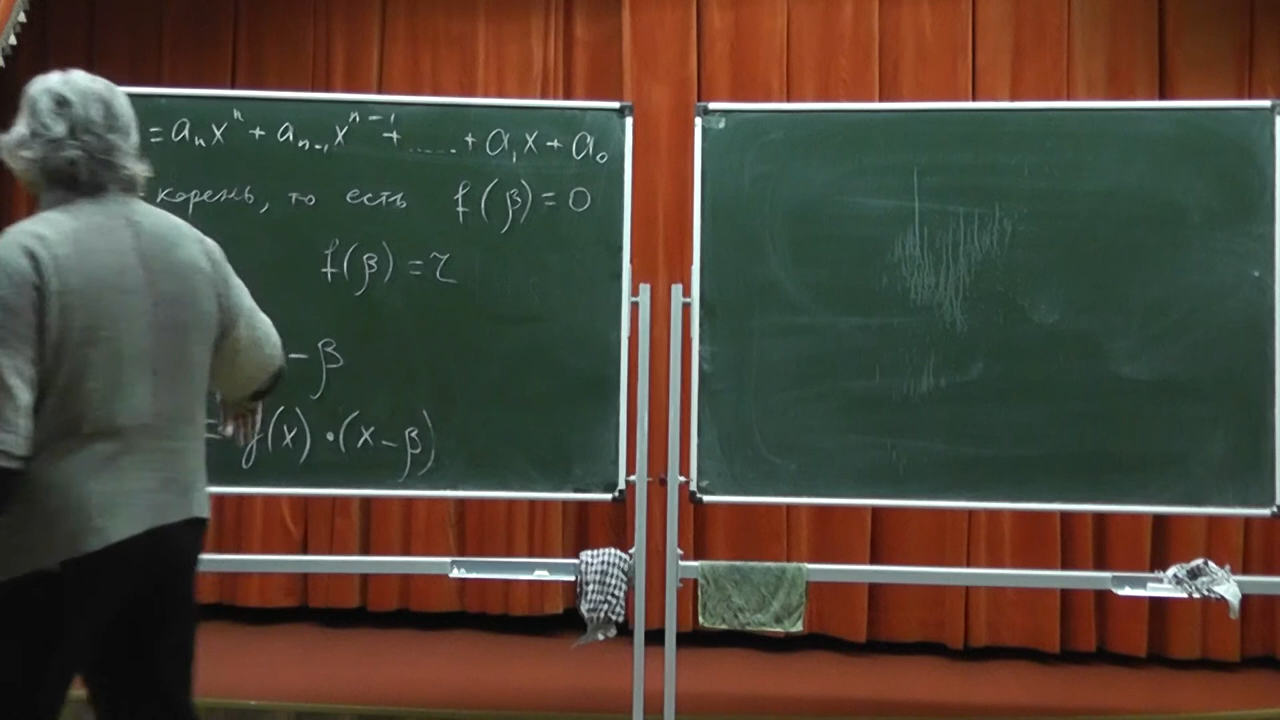 = aₙxⁿ + aₙ₋₁xⁿ⁻¹ + ..... + a₁x + a₀
- корень, то есть f(β) = 0
f(β) = r
- β
= g(x) · (x - β)